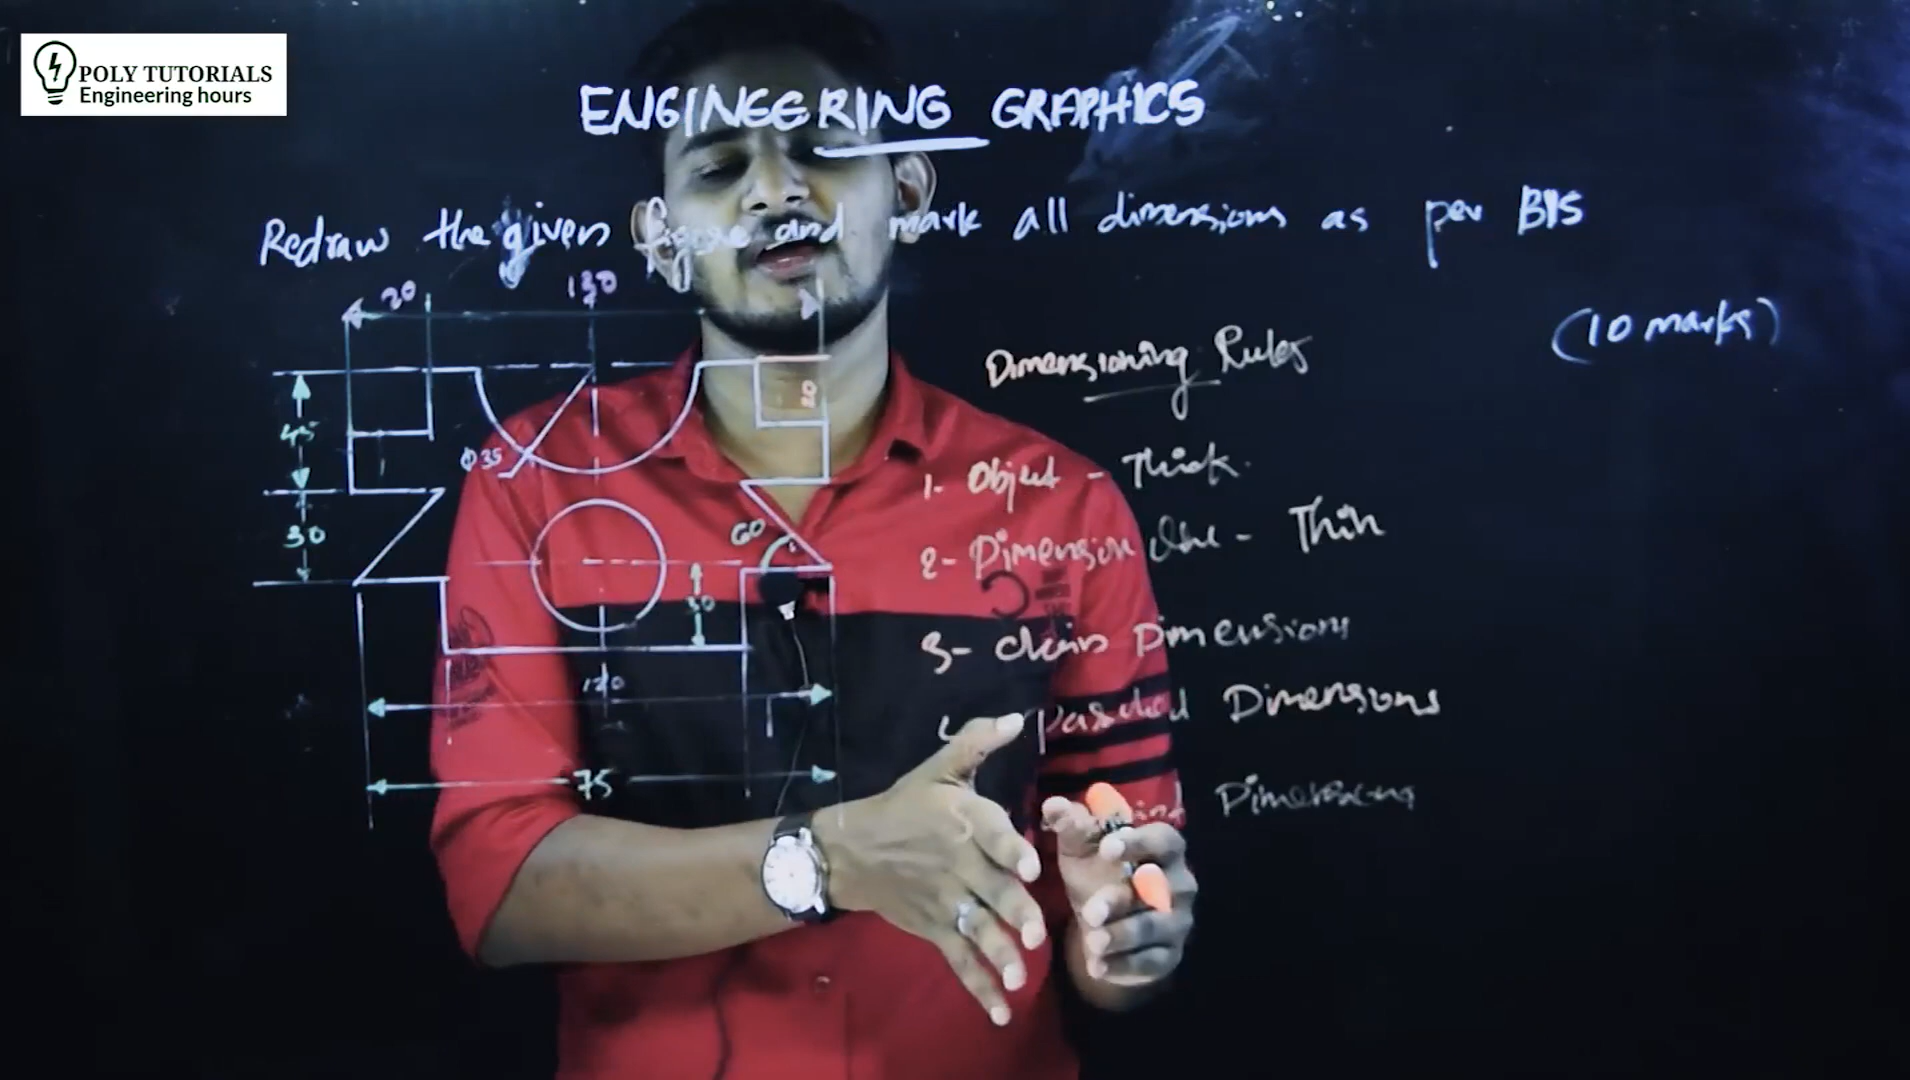 POLY TUTORIALS
Engineering hours
ENGINEERING GRAPHICS
Redraw the given figure and mark all dimensions as per BIS
(10 marks)
20
130
Dimensioning Rules
45
Φ35
1- Object - Thick.
30
60
2- Dimension line - Thin
30
3- chain Dimensions
120
Dimensions
75
Dimensions